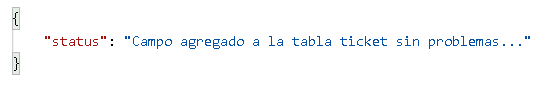 {
"status": "Campo agregado a la tabla ticket sin problemas..."
}